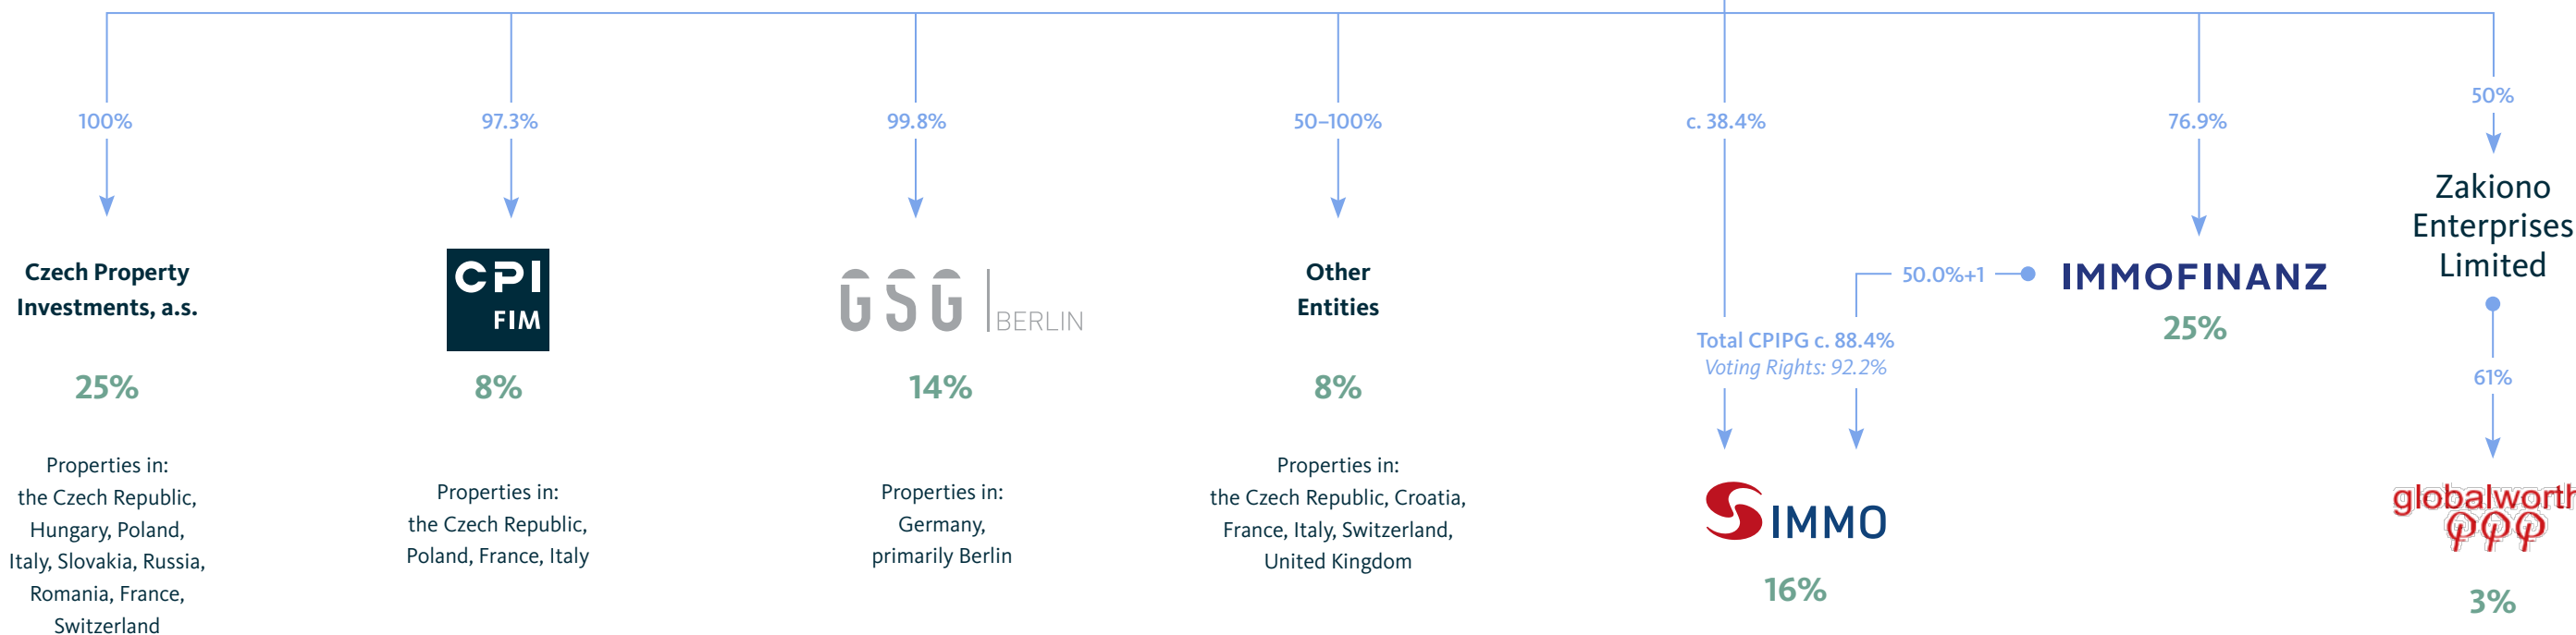 100%
97.3%
99.8%
50–100%
c. 38.4%
76.9%
50%
Czech Property
Investments, a.s.
25%
Properties in:
the Czech Republic,
Hungary, Poland,
Italy, Slovakia, Russia,
Romania, France,
Switzerland
CPI
FIM
8%
Properties in:
the Czech Republic,
Poland, France, Italy
GSG BERLIN
14%
Properties in:
Germany,
primarily Berlin
Other
Entities
8%
Properties in:
the Czech Republic, Croatia,
France, Italy, Switzerland,
United Kingdom
50.0%+1
Total CPIPG c. 88.4%
Voting Rights: 92.2%
S IMMO
16%
IMMOFINANZ
25%
Zakiono
Enterprises
Limited
61%
globalworth
3%